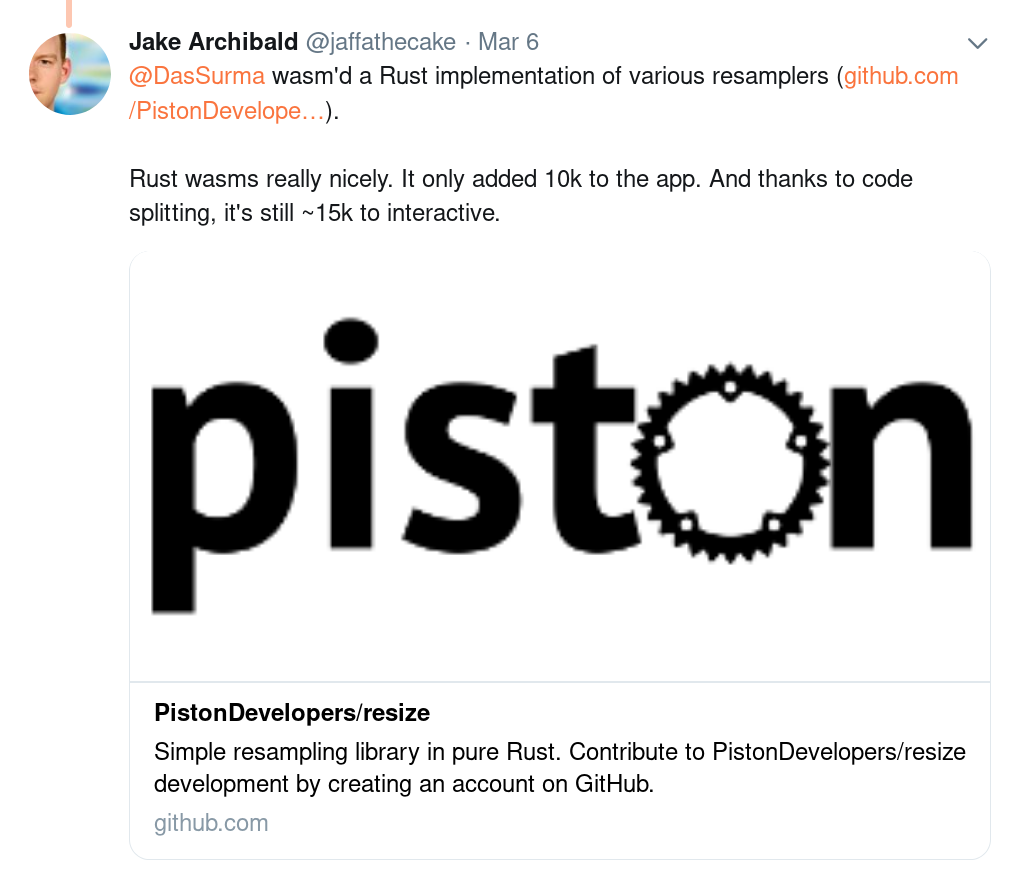 Jake Archibald @jaffathecake · Mar 6
@DasSurma wasm'd a Rust implementation of various resamplers (github.com
/PistonDevelope…).
Rust wasms really nicely. It only added 10k to the app. And thanks to code
splitting, it's still ~15k to interactive.
piston
PistonDevelopers/resize
Simple resampling library in pure Rust. Contribute to PistonDevelopers/resize
development by creating an account on GitHub.
github.com